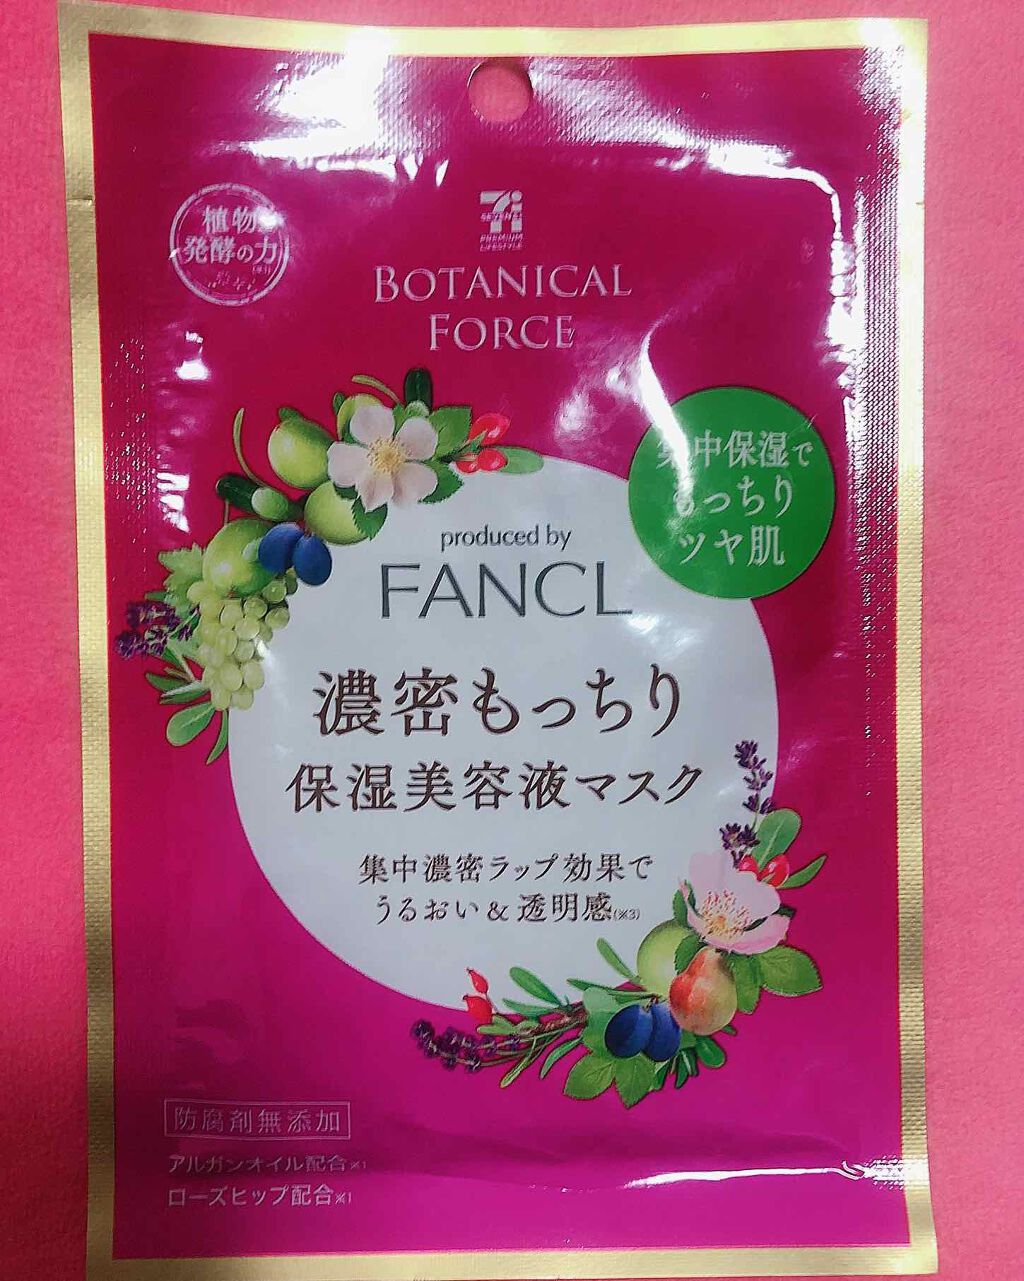 植物
発酵の力
(※1)
7i
SEVEN&i
PREMIUM
LIFESTYLE
BOTANICAL
FORCE
集中保湿で
もっちり
ツヤ肌
produced by
FANCL
濃密もっちり
保湿美容液マスク
集中濃密ラップ効果で
うるおい&透明感(※3)
防腐剤無添加
アルガンオイル配合※1
ローズヒップ配合※1